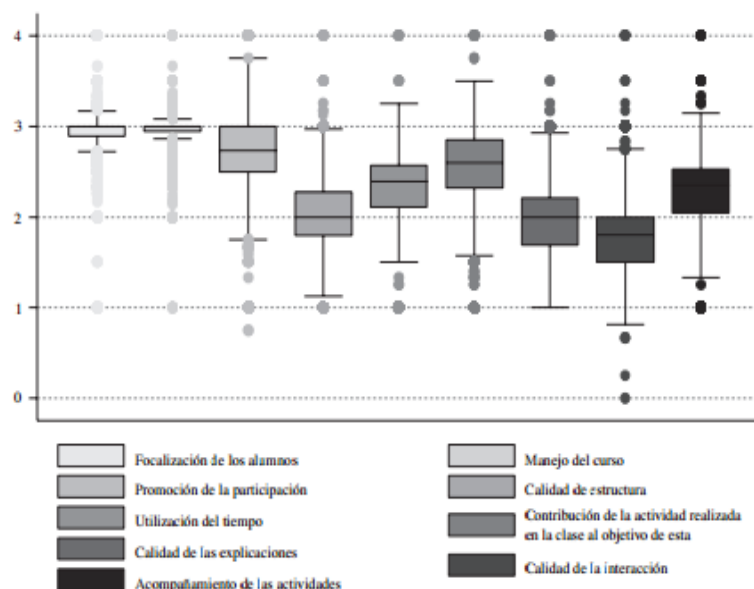 4
3
2
1
0
Focalización de los alamnos
Manejo del curso
Promoción de la participación
Calidad de estructura
Utilización del tiempo
Contribución de la actividad realizada
en la clase al objetivo de esta
Calidad de las explicaciones
Calidad de la interacción
Acompañamiento de las actividades